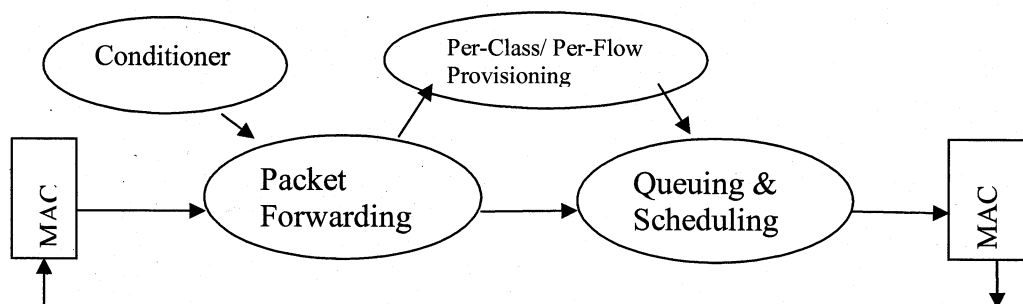 Conditioner
Per-Class/ Per-Flow
Provisioning
MAC
Packet
Forwarding
Queuing &
Scheduling
MAC